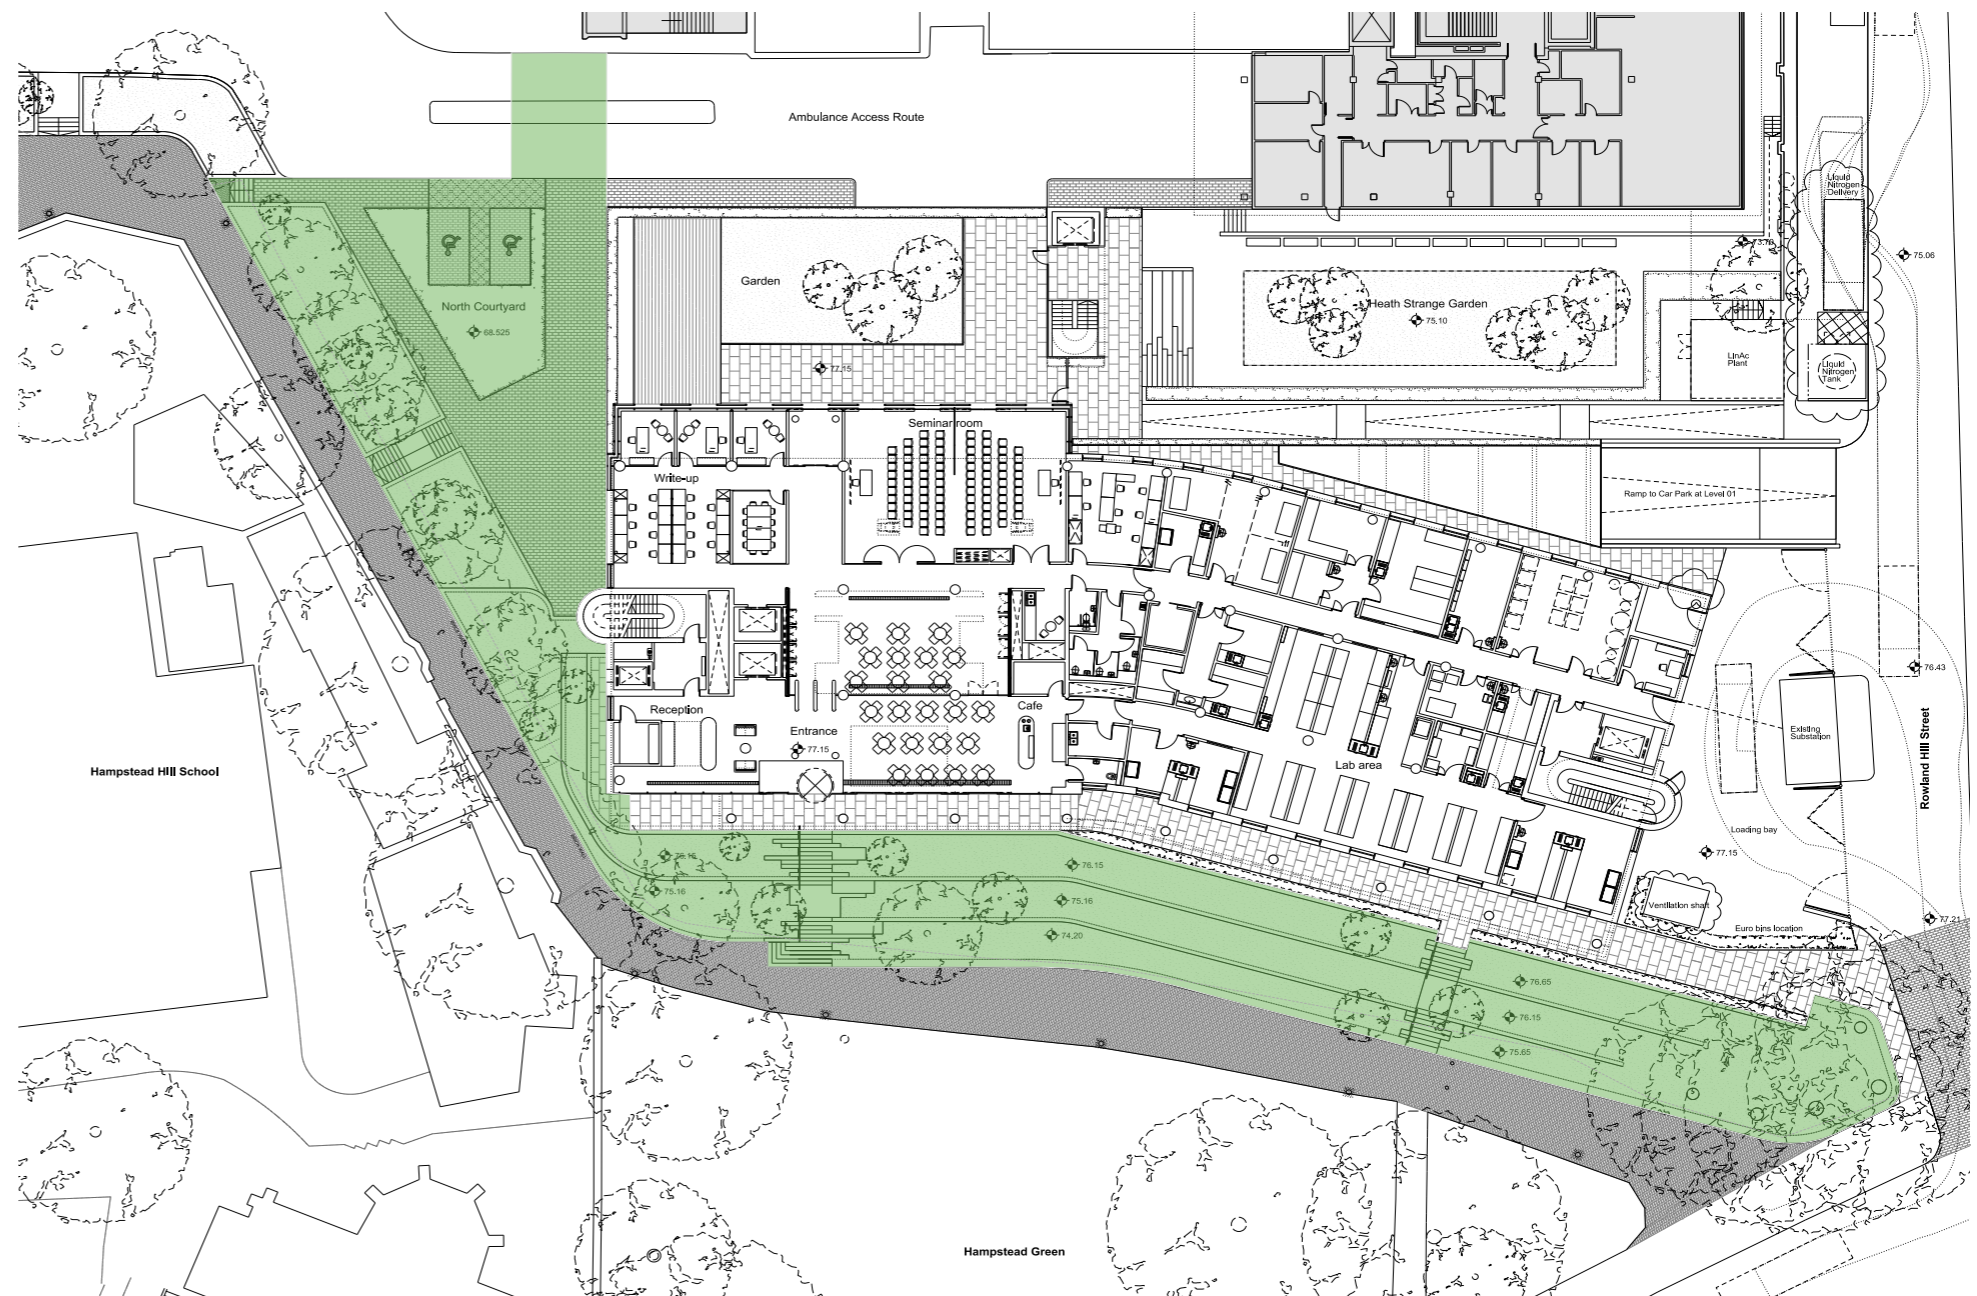 Ambulance Access Route
Liquid
Nitrogen
Delivery
75.06
Garden
North Courtyard
68.525
Heath Strange Garden
75.10
77.15
LinAc
Plant
Liquid
Nitrogen
Tank
Seminar room
Write-up
Ramp to Car Park at Level 01
76.43
Reception
Cafe
Entrance
77.15
Existing
Substation
Rowland Hill Street
Hampstead Hill School
Lab area
Loading bay
77.15
76.15
76.15
75.16
75.16
Ventilation shaft
77.21
Euro bins location
74.20
76.65
76.15
75.65
Hampstead Green